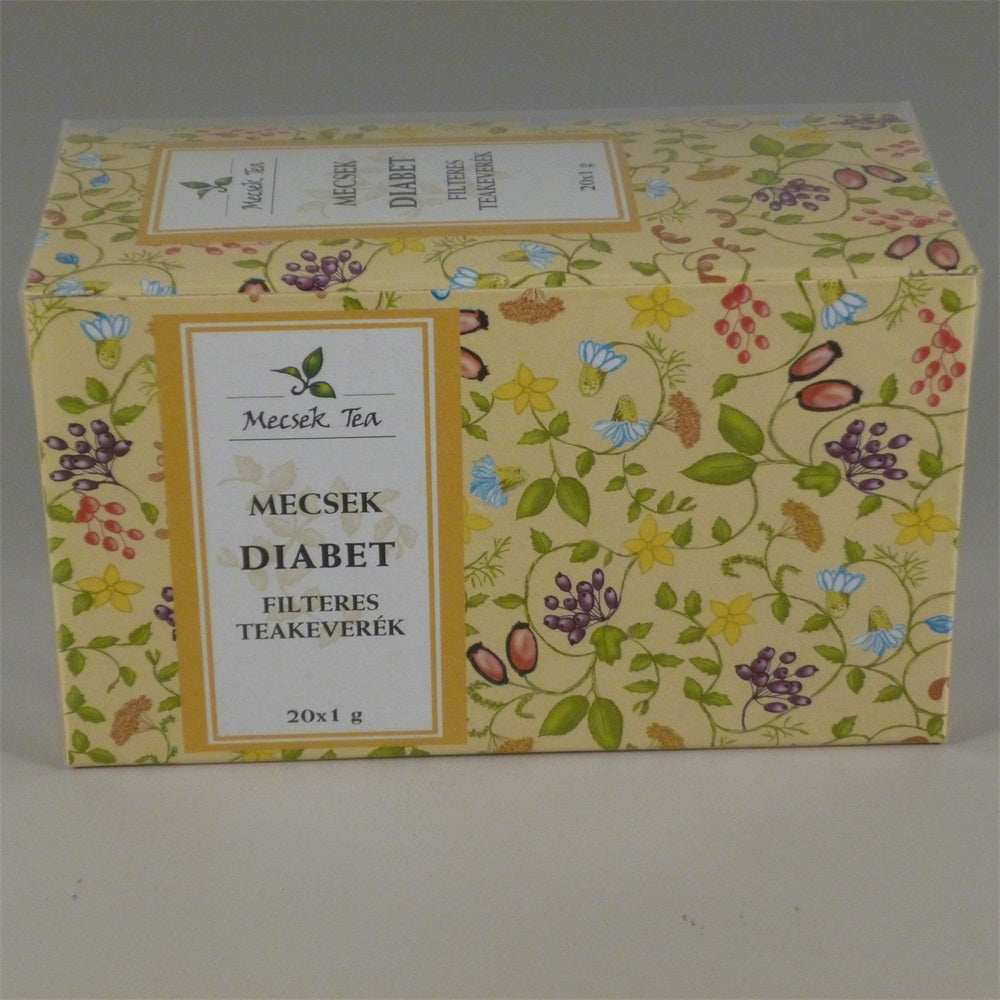 Mecsek Tea
MECSEK
DIABET
FILTERES
TEAKEVERÉK
20x1 g
Mecsek Tea
MECSEK
DIABET
FILTERES
TEAKEVERÉK
20x1 g